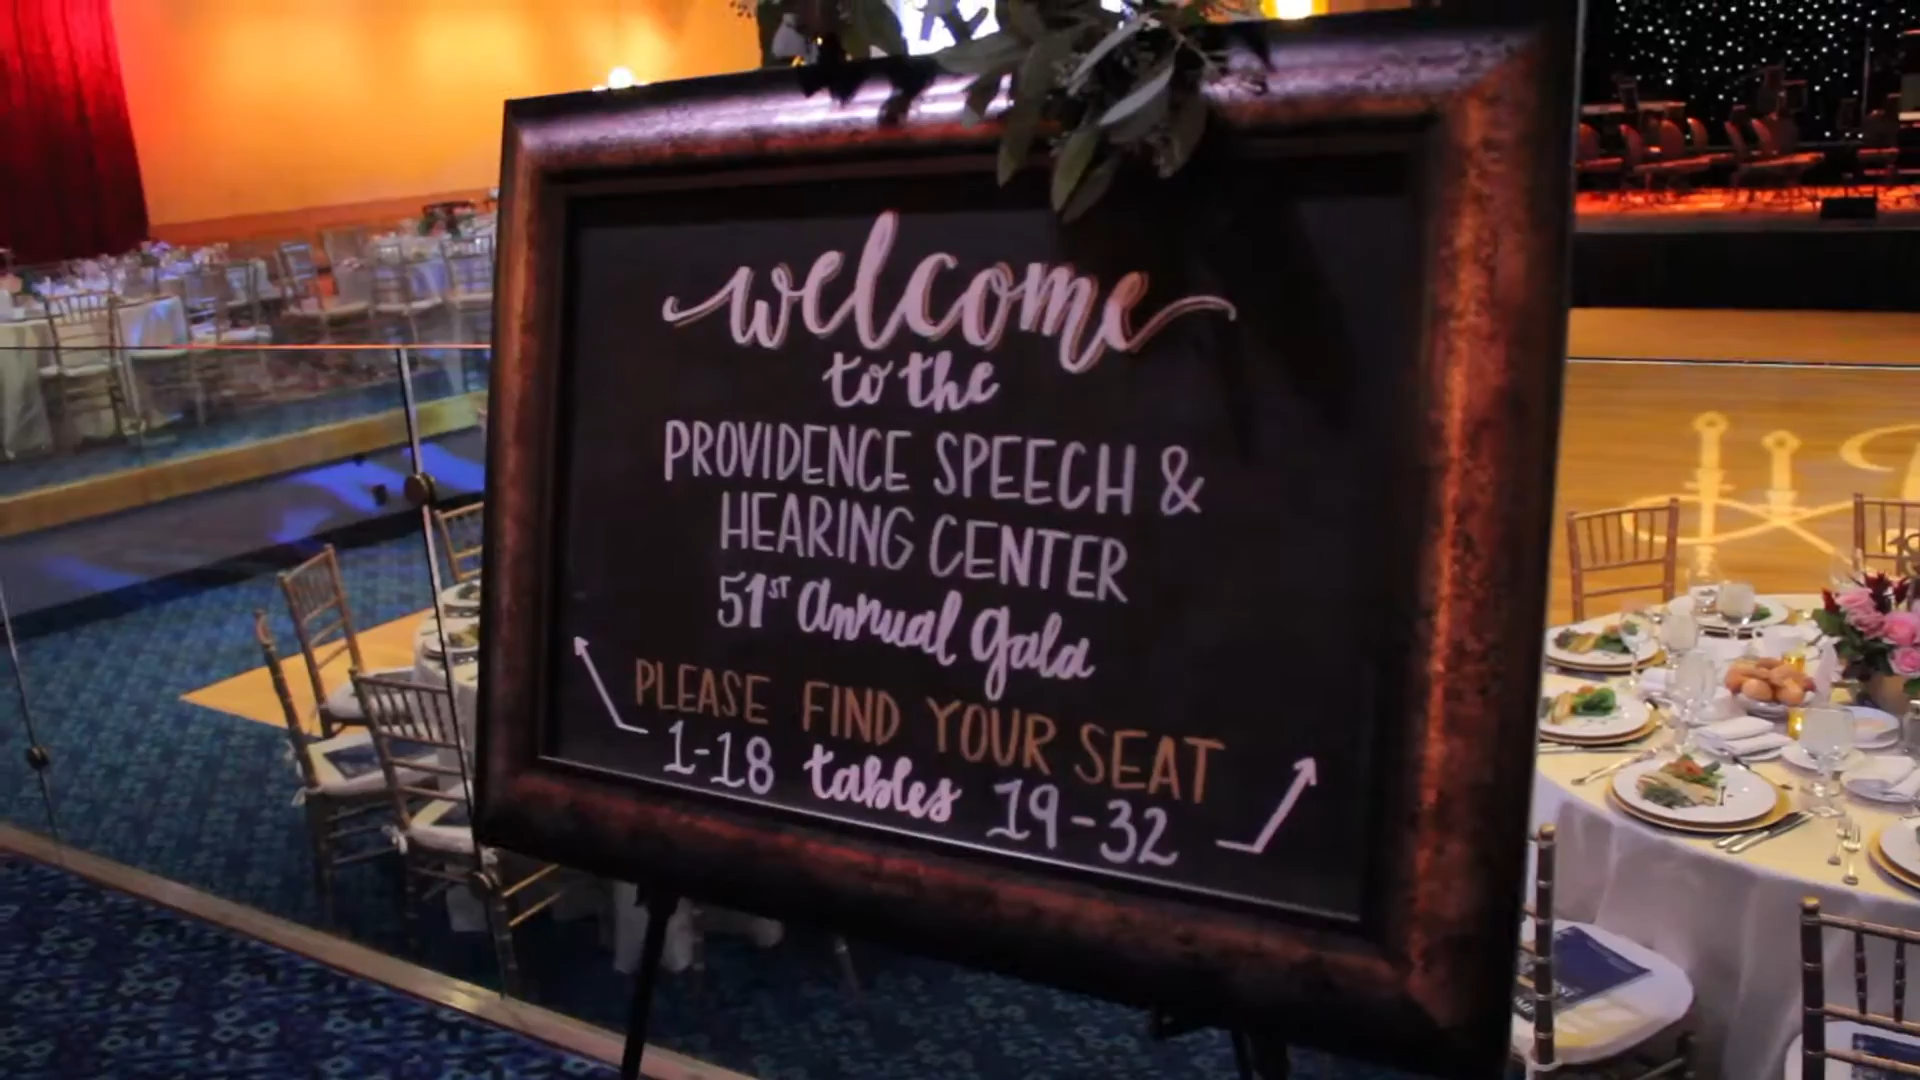 welcome
to the
PROVIDENCE SPEECH &
HEARING CENTER
51ST Annual Gala
PLEASE FIND YOUR SEAT
1-18 tables 19-32